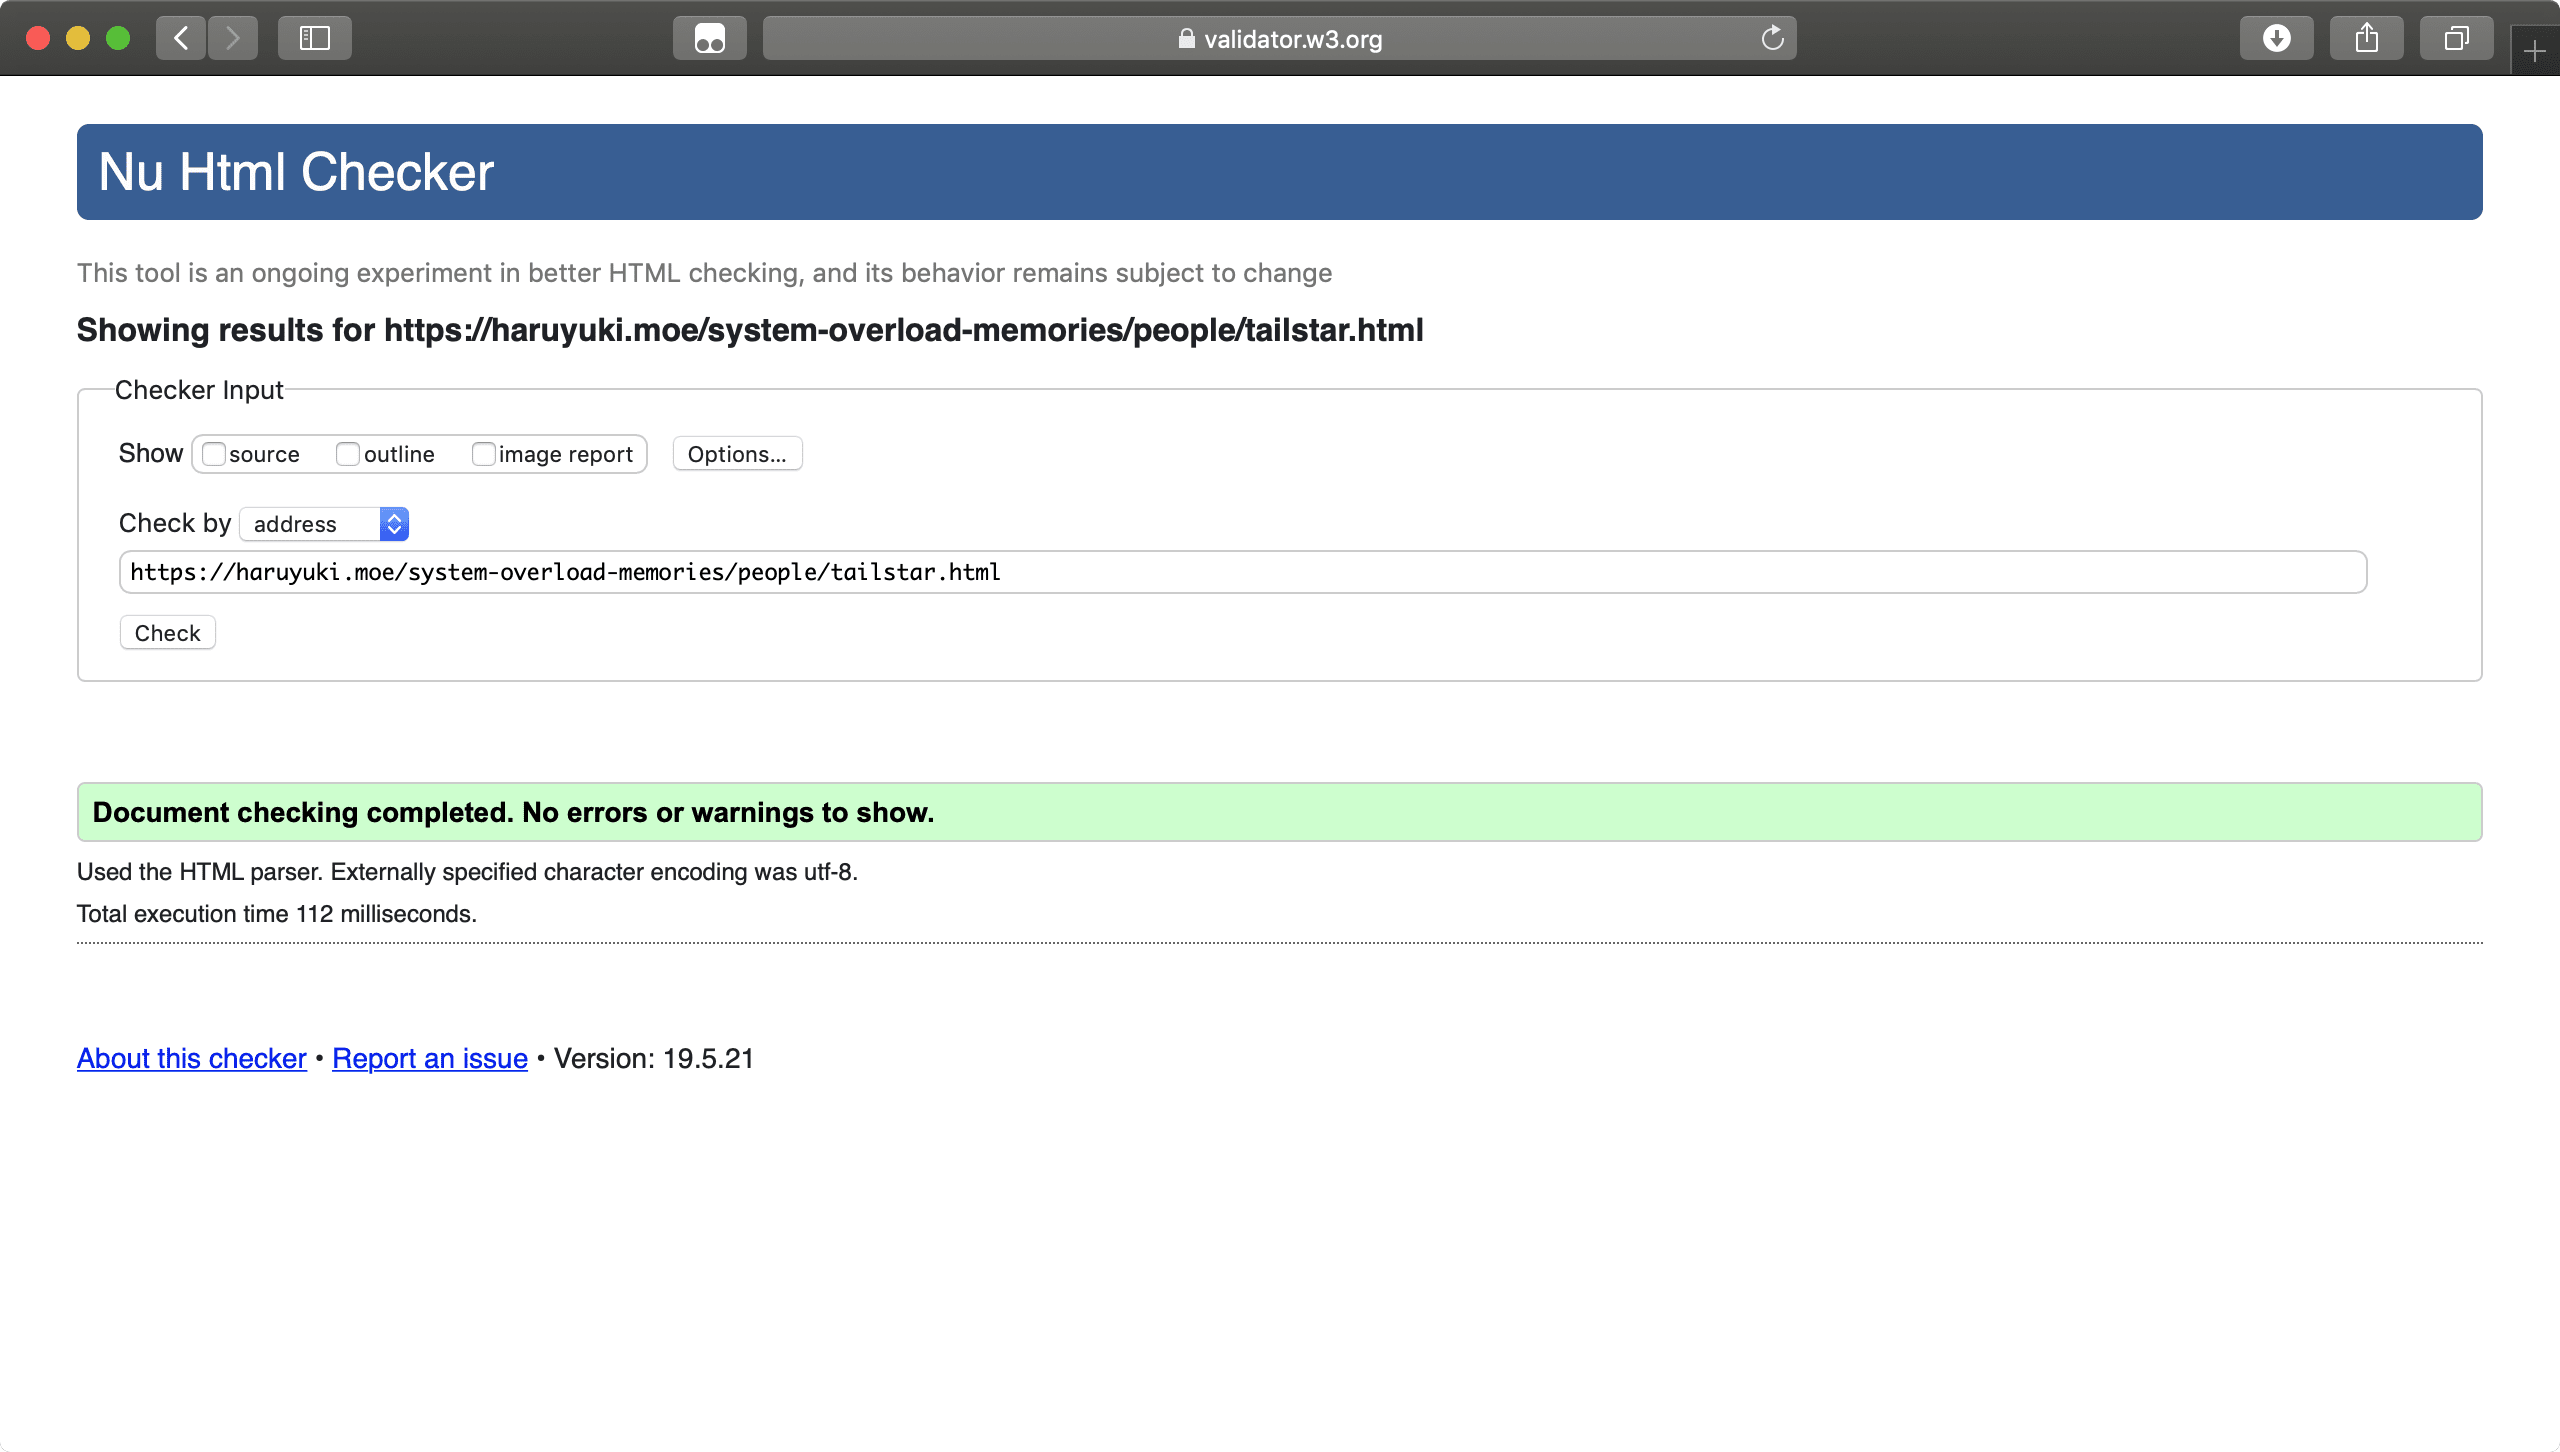 validator.w3.org
Nu Html Checker
This tool is an ongoing experiment in better HTML checking, and its behavior remains subject to change
Showing results for https://haruyuki.moe/system-overload-memories/people/tailstar.html
Checker Input
Show source outline image report Options...
Check by address
https://haruyuki.moe/system-overload-memories/people/tailstar.html
Check
Document checking completed. No errors or warnings to show.
Used the HTML parser. Externally specified character encoding was utf-8.
Total execution time 112 milliseconds.
About this checker • Report an issue • Version: 19.5.21